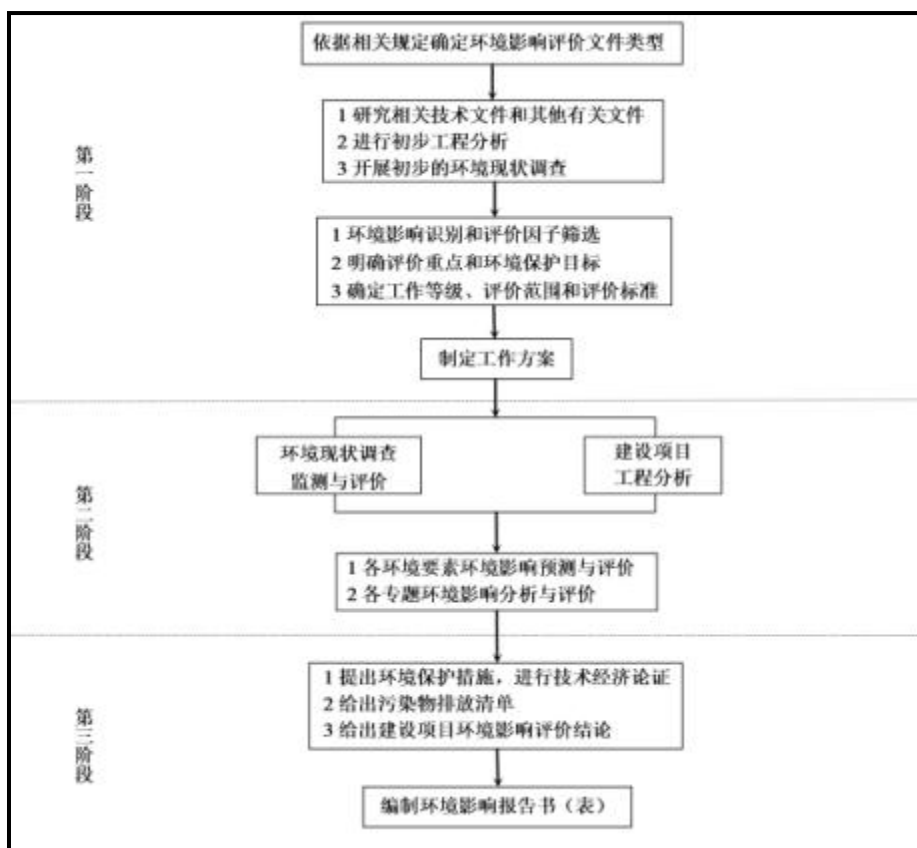 依据相关规定确定环境影响评价文件类型
第一阶段
1 研究相关技术文件和其他有关文件
2 进行初步工程分析
3 开展初步的环境现状调查
1 环境影响识别和评价因子筛选
2 明确评价重点和环境保护目标
3 确定工作等级、评价范围和评价标准
制定工作方案
第二阶段
环境现状调查
监测与评价
建设项目
工程分析
1 各环境要素环境影响预测与评价
2 各专题环境影响分析与评价
第三阶段
1 提出环境保护措施，进行技术经济论证
2 给出污染物排放清单
3 给出建设项目环境影响评价结论
编制环境影响报告书（表）